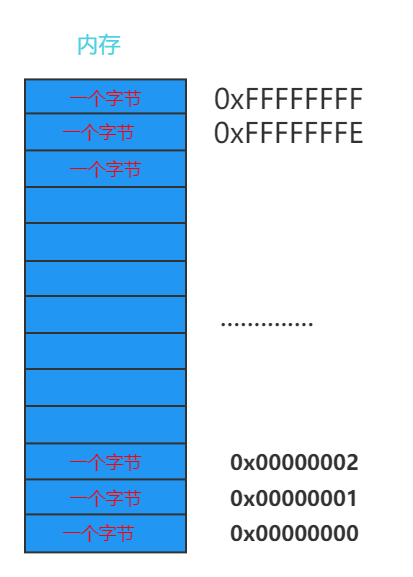 内存
一个字节 0xFFFFFFFF
一个字节 0xFFFFFFFE
一个字节
..............
一个字节 0x00000002
一个字节 0x00000001
一个字节 0x00000000